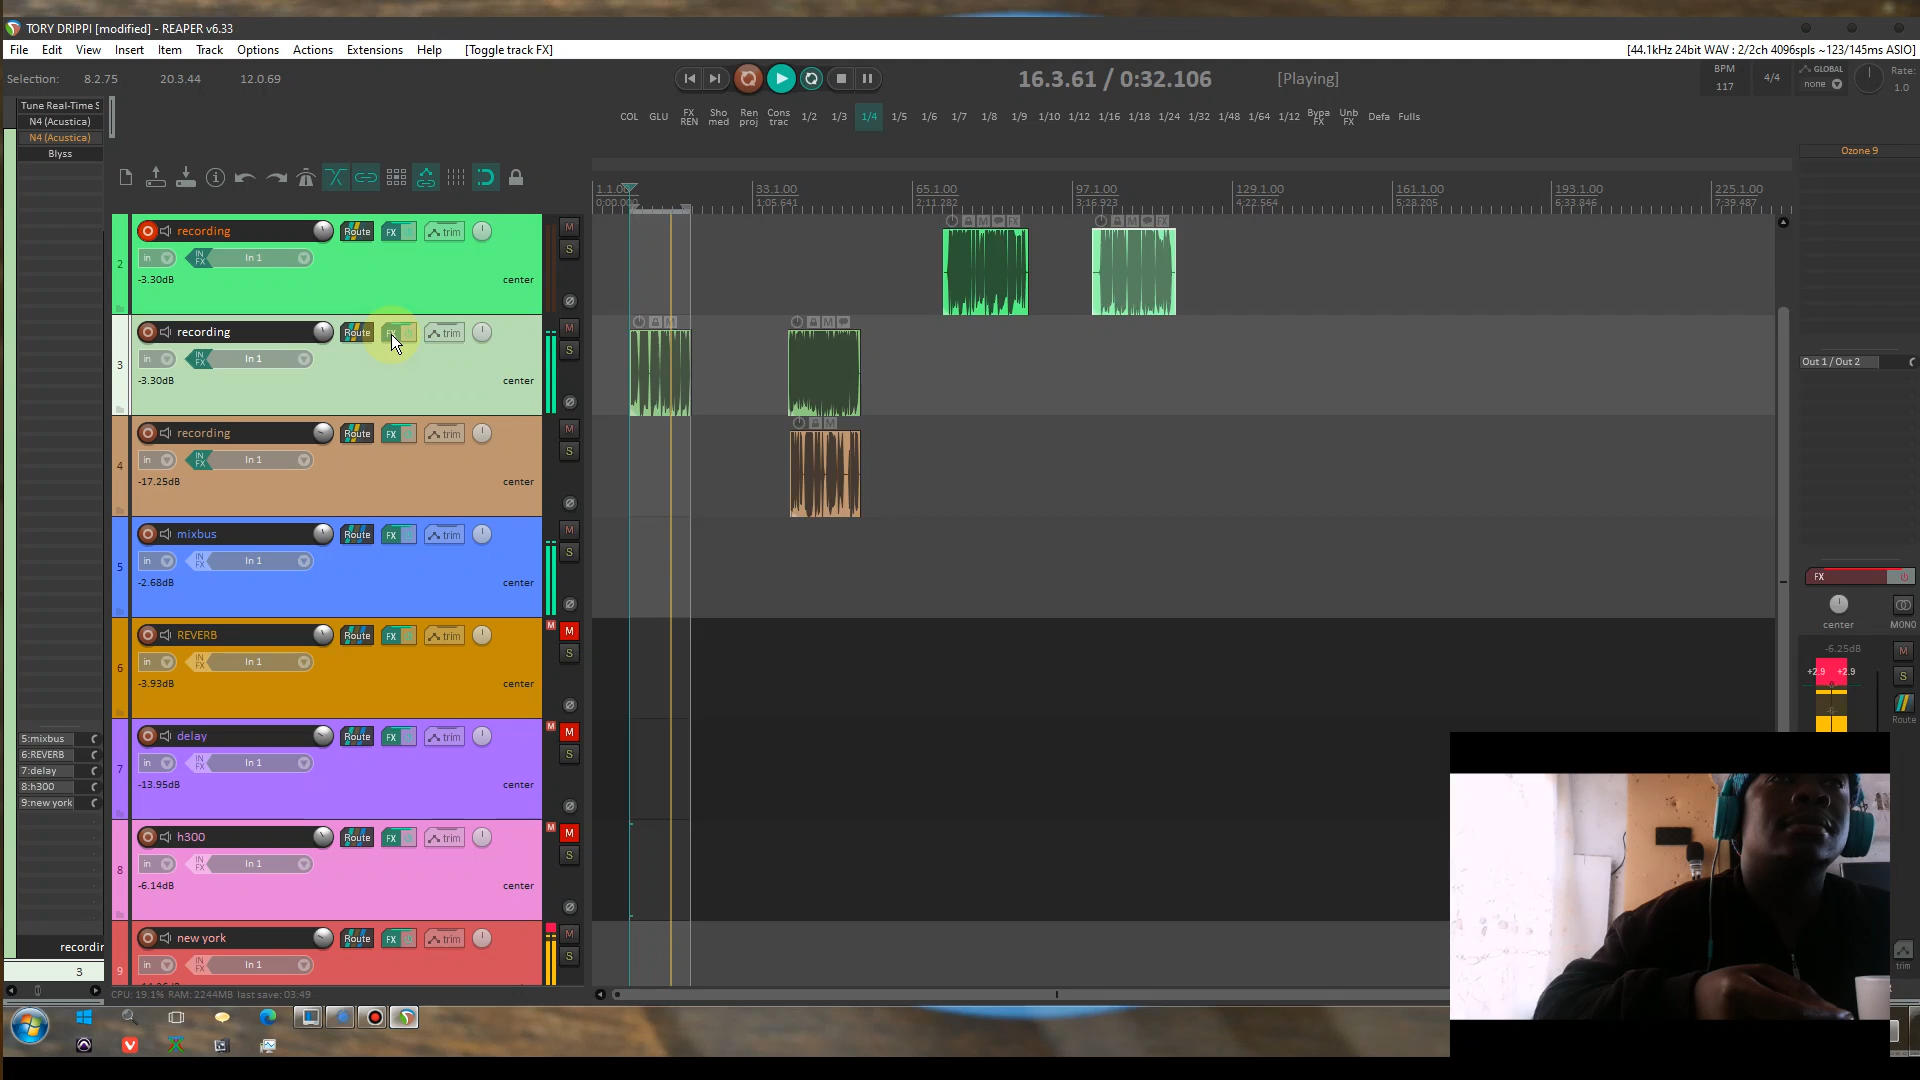 TORY DRIPPI [modified] - REAPER v6.33
File Edit View Insert Item Track Options Actions Extensions Help [Toggle track FX]
[44.1kHz 24bit WAV : 2/2ch 4096spls ~123/145ms ASIO]
Selection: 8.2.75 20.3.44 12.0.69
16.3.61 / 0:32.106 [Playing]
BPM 117 4/4 GLOBAL none Rate: 1.0
Tune Real-Time S
N4 (Acustica)
N4 (Acustica)
Blyss
COL GLU FX REN Sho med Ren proj Cons trac 1/2 1/3 1/4 1/5 1/6 1/7 1/8 1/9 1/10 1/12 1/16 1/18 1/24 1/32 1/48 1/64 1/12 Bypa FX Unb FX Defa Fulls
Ozone 9
1.1.00 33.1.00 65.1.00 97.1.00 129.1.00 161.1.00 193.1.00 225.1.00
0:00.000 1:05.641 2:11.282 3:16.923 4:22.564 5:28.205 6:33.846 7:39.487
recording Route FX trim M
S
2 in IN FX In 1
-3.30dB center
recording Route FX trim M
S
3 in IN FX In 1
-3.30dB center
Out 1 / Out 2
recording Route FX trim M
S
4 in IN FX In 1
-17.25dB center
mixbus Route FX trim M
S
5 in IN FX In 1
-2.68dB center
FX
center MONO
REVERB Route FX trim M M
S
6 in IN FX In 1
-3.93dB center
-6.25dB M
+2.9 +2.9 S
-6-
Route
delay Route FX trim M M
S
7 in IN FX In 1
-13.95dB center
5:mixbus
6:REVERB
7:delay
8:h300
9:new york
h300 Route FX trim M M
S
8 in IN FX In 1
-6.14dB center
new york Route FX trim M
S
9 in IN FX In 1
recordin
3
trim
CPU: 19.1% RAM: 2244MB last save: 03:49